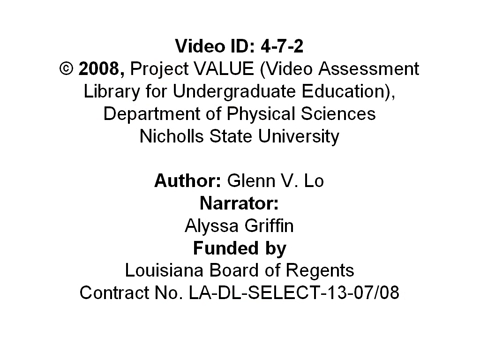 Video ID: 4-7-2
© 2008, Project VALUE (Video Assessment
Library for Undergraduate Education),
Department of Physical Sciences
Nicholls State University
Author: Glenn V. Lo
Narrator:
Alyssa Griffin
Funded by
Louisiana Board of Regents
Contract No. LA-DL-SELECT-13-07/08